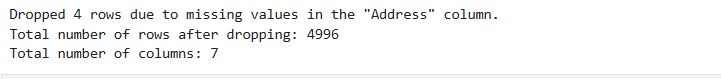 Dropped 4 rows due to missing values in the "Address" column.
Total number of rows after dropping: 4996
Total number of columns: 7